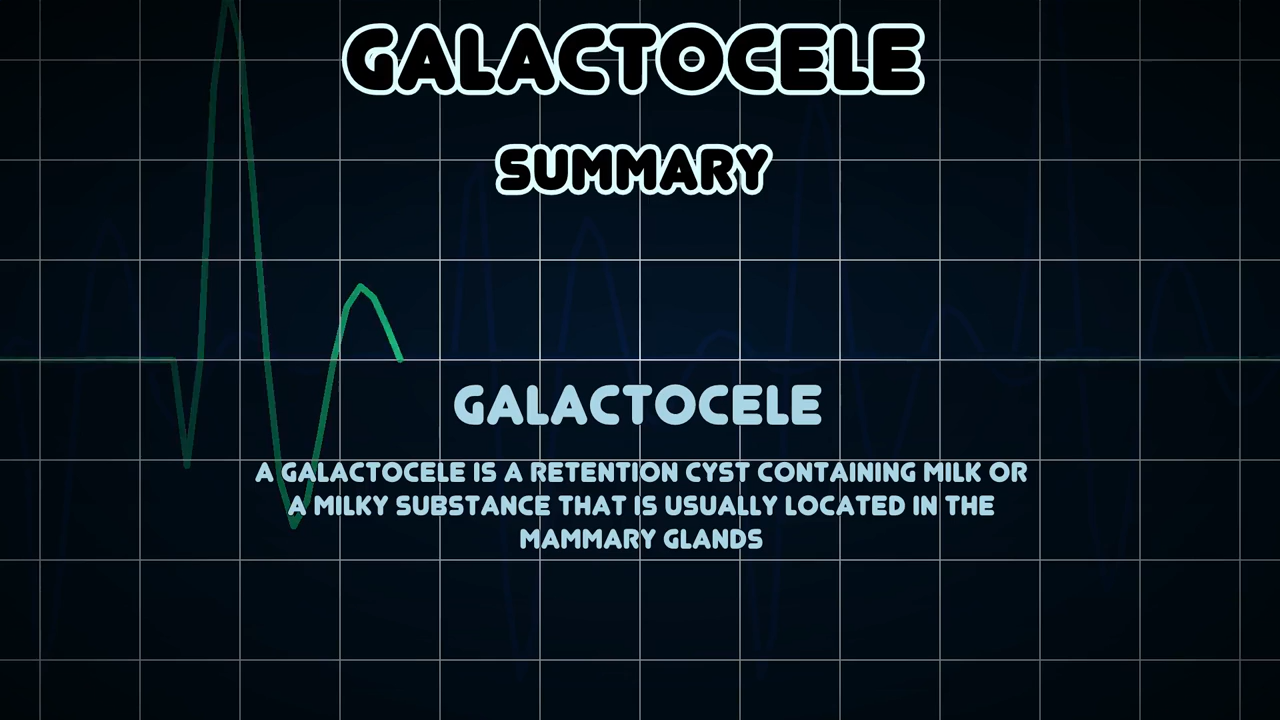 GALACTOCELE
SUMMARY
GALACTOCELE
A GALACTOCELE IS A RETENTION CYST CONTAINING MILK OR
A MILKY SUBSTANCE THAT IS USUALLY LOCATED IN THE
MAMMARY GLANDS